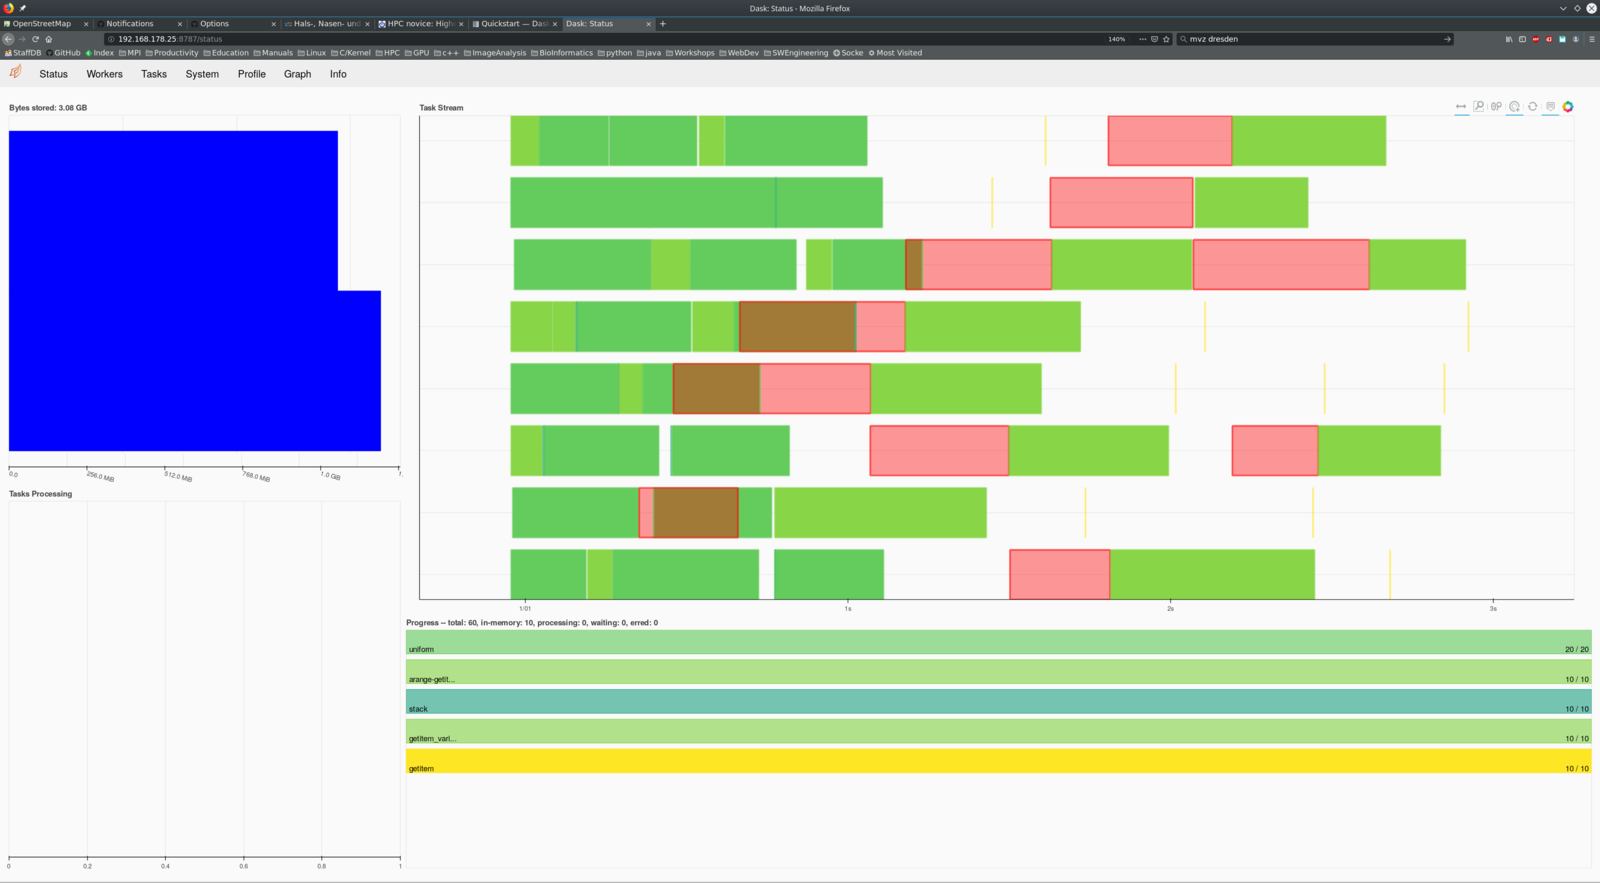 Dask: Status - Mozilla Firefox
OpenStreetMap × Notifications × Options × Hals-, Nasen- und × HPC novice: High × Quickstart — Das × Dask: Status × +
192.168.178.25:8787/status 140% mvz dresden
StaffDB GitHub Index MPI Productivity Education Manuals Linux C/Kernel HPC GPU c++ ImageAnalysis BioInformatics python java Workshops WebDev SWEngineering Socke Most Visited
Status Workers Tasks System Profile Graph Info
Bytes stored: 3.08 GB
0.0 256.0 MiB 512.0 MiB 768.0 MiB 1.0 GiB 1.
Tasks Processing
0 0.2 0.4 0.6 0.8 1
Task Stream
1/01 1s 2s 3s
Progress -- total: 60, in-memory: 10, processing: 0, waiting: 0, erred: 0
uniform 20 / 20
arange-getit... 10 / 10
stack 10 / 10
getitem_vari... 10 / 10
getitem 10 / 10